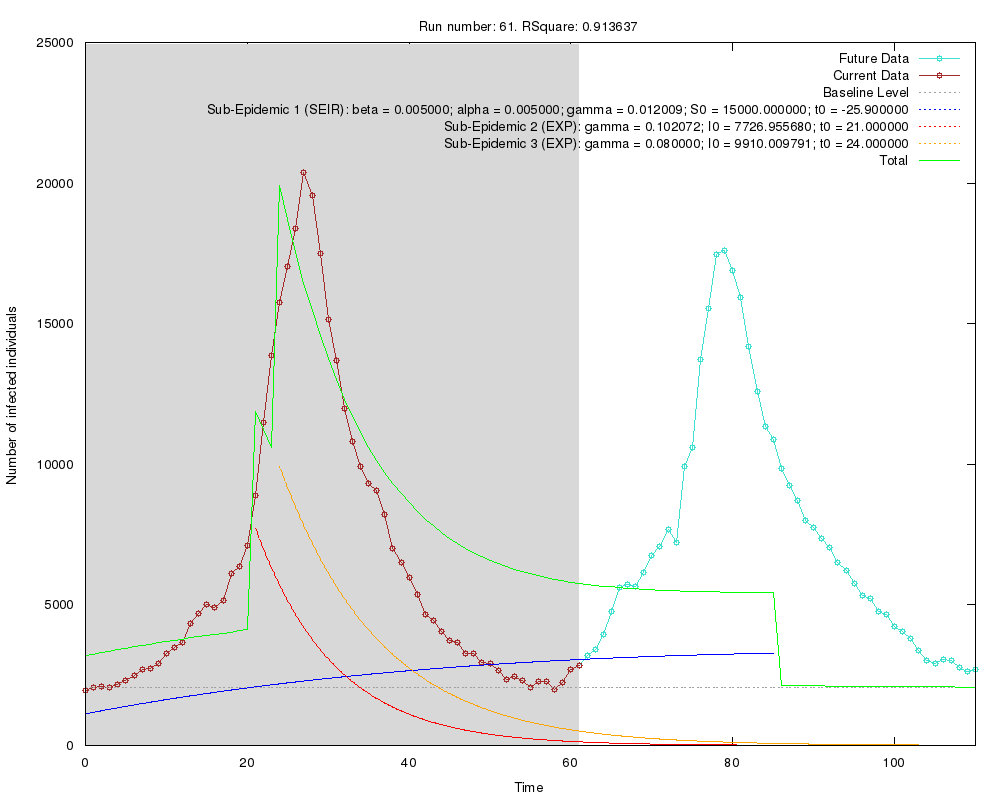 Run number: 61. RSquare: 0.913637
25000
20000
15000
10000
5000
0
Number of infected individuals
Future Data
Current Data
Baseline Level
Sub-Epidemic 1 (SEIR): beta = 0.005000; alpha = 0.005000; gamma = 0.012009; S0 = 15000.000000; t0 = -25.900000
Sub-Epidemic 2 (EXP): gamma = 0.102072; I0 = 7726.955680; t0 = 21.000000
Sub-Epidemic 3 (EXP): gamma = 0.080000; I0 = 9910.009791; t0 = 24.000000
Total
0 20 40 60 80 100
Time